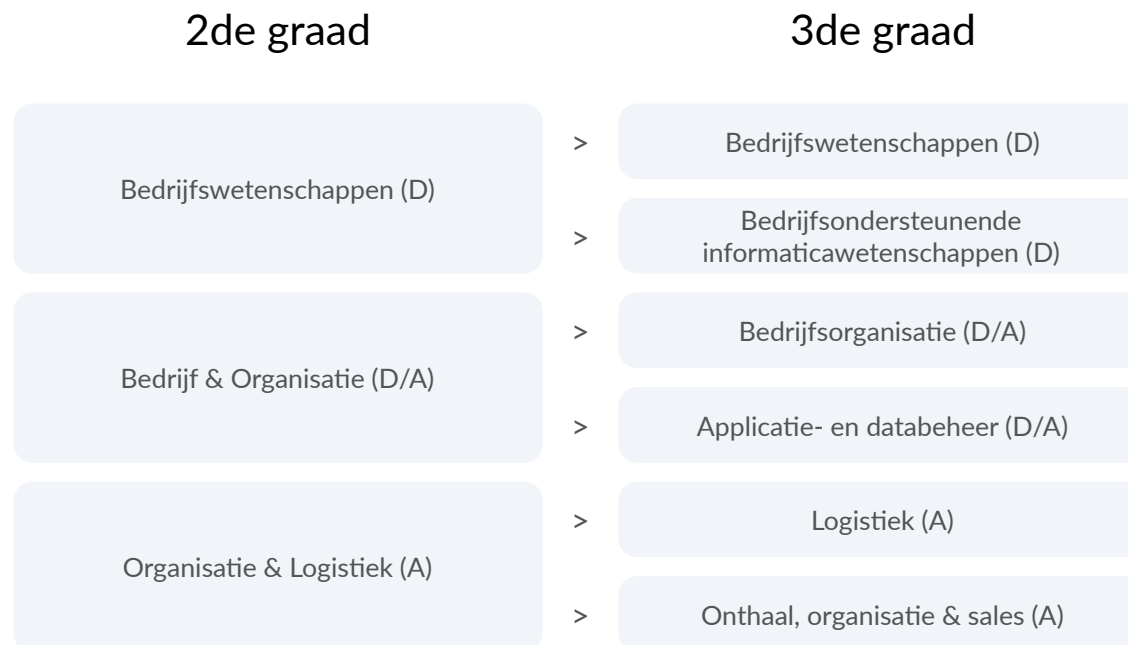 2de graad
3de graad
Bedrijfswetenschappen (D)
>
Bedrijfswetenschappen (D)
>
Bedrijfsondersteunende
informaticawetenschappen (D)
Bedrijf & Organisatie (D/A)
>
Bedrijfsorganisatie (D/A)
>
Applicatie- en databeheer (D/A)
Organisatie & Logistiek (A)
>
Logistiek (A)
>
Onthaal, organisatie & sales (A)